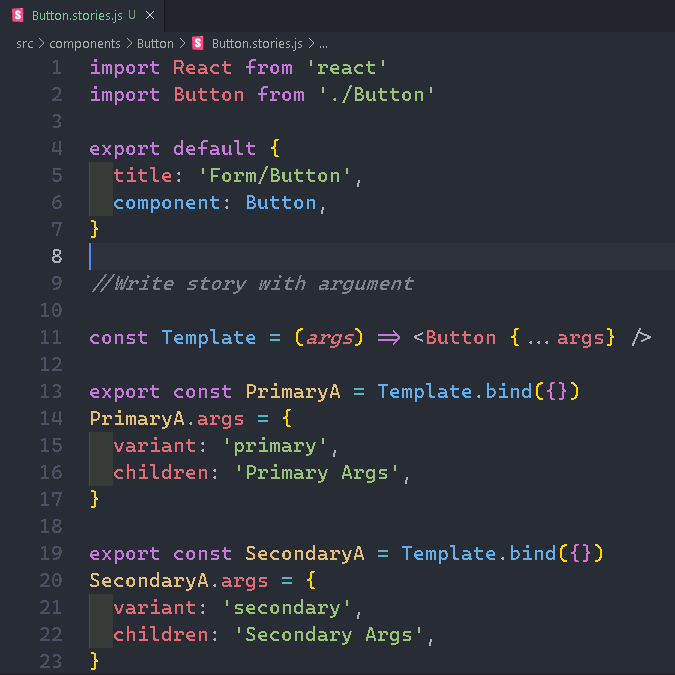 Button.stories.js U ×
src > components > Button > Button.stories.js > ...
1 import React from 'react'
2 import Button from './Button'
3
4 export default {
5 title: 'Form/Button',
6 component: Button,
7 }
8
9 //Write story with argument
10
11 const Template = (args) => <Button {...args} />
12
13 export const PrimaryA = Template.bind({})
14 PrimaryA.args = {
15 variant: 'primary',
16 children: 'Primary Args',
17 }
18
19 export const SecondaryA = Template.bind({})
20 SecondaryA.args = {
21 variant: 'secondary',
22 children: 'Secondary Args',
23 }